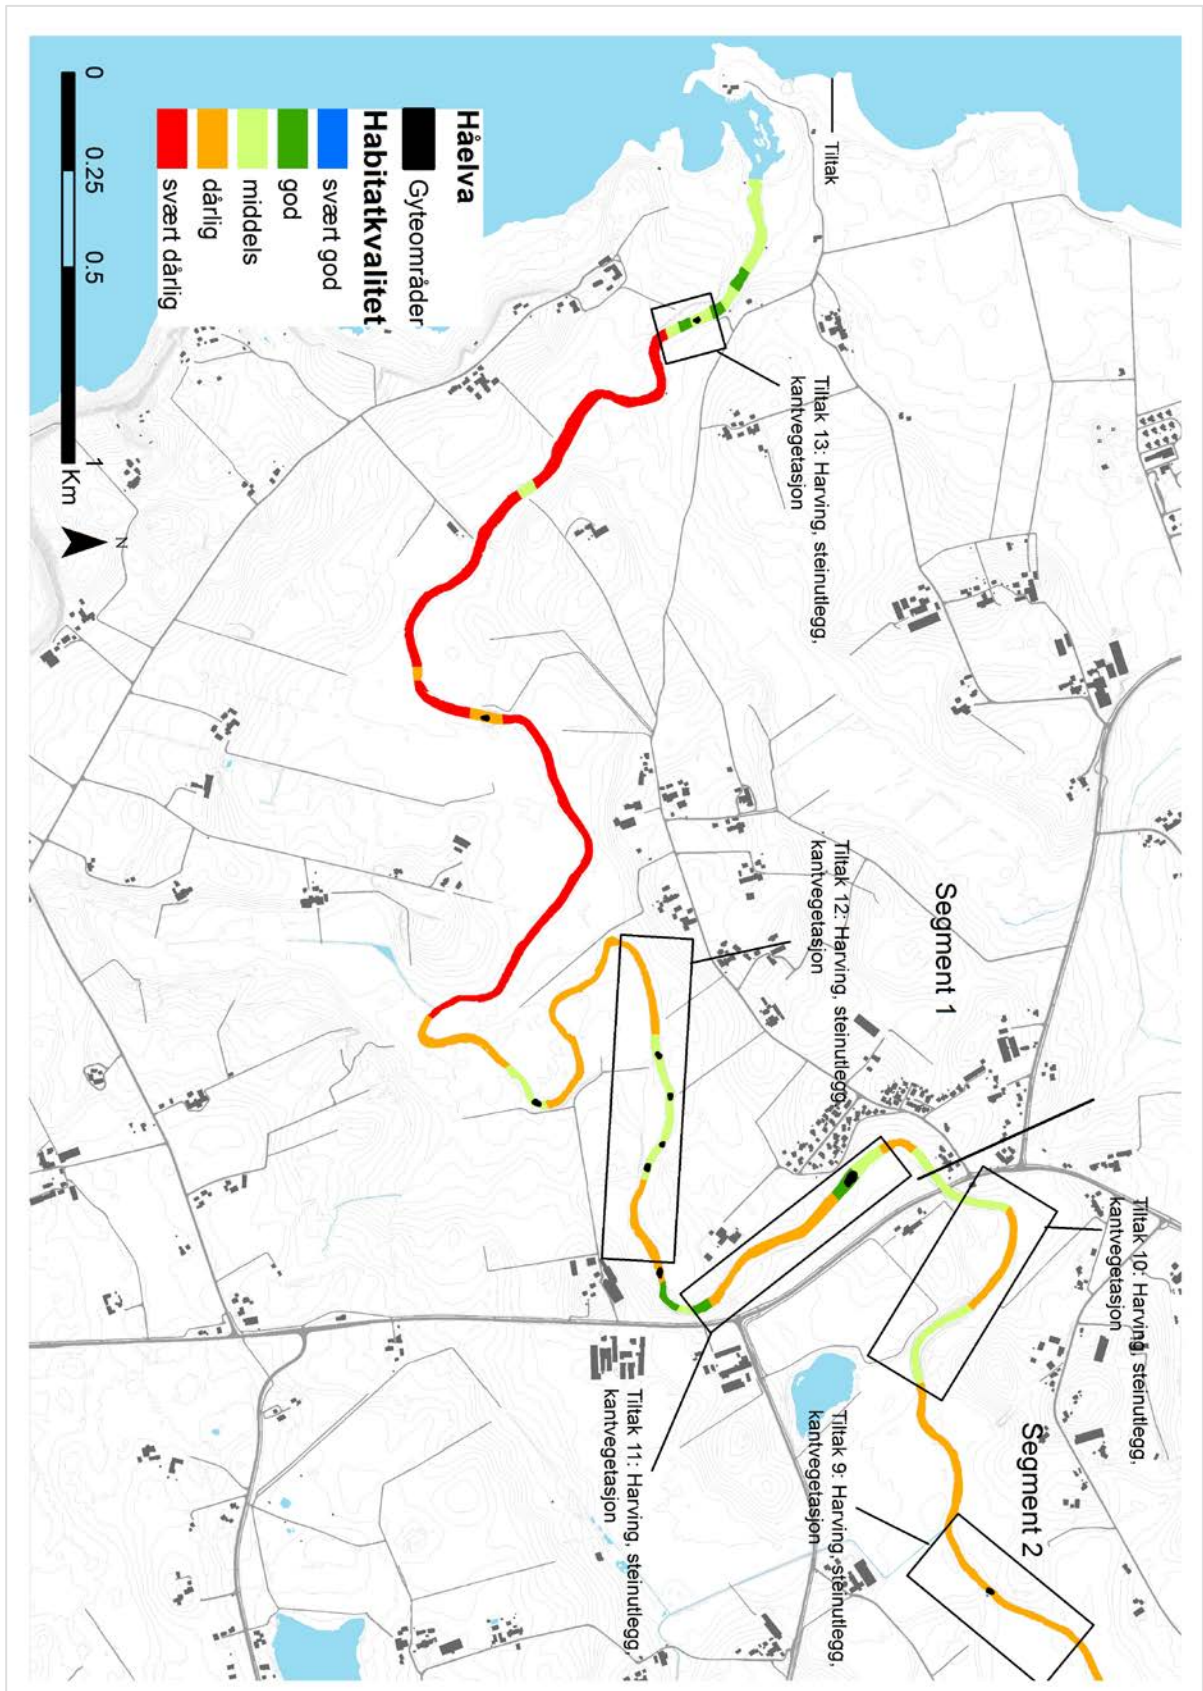 Håelva
Gyteområder
Habitatkvalitet
svært god
god
middels
dårlig
svært dårlig
0
0.25
0.5
1
Km
N
Tiltak
Tiltak 13: Harving, steinutlegg,
kantvegetasjon
Tiltak 12: Harving, steinutlegg,
kantvegetasjon
Segment 1
Tiltak 10: Harving, steinutlegg,
kantvegetasjon
Tiltak 11: Harving, steinutlegg,
kantvegetasjon
Segment 2
Tiltak 9: Harving, steinutlegg,
kantvegetasjon